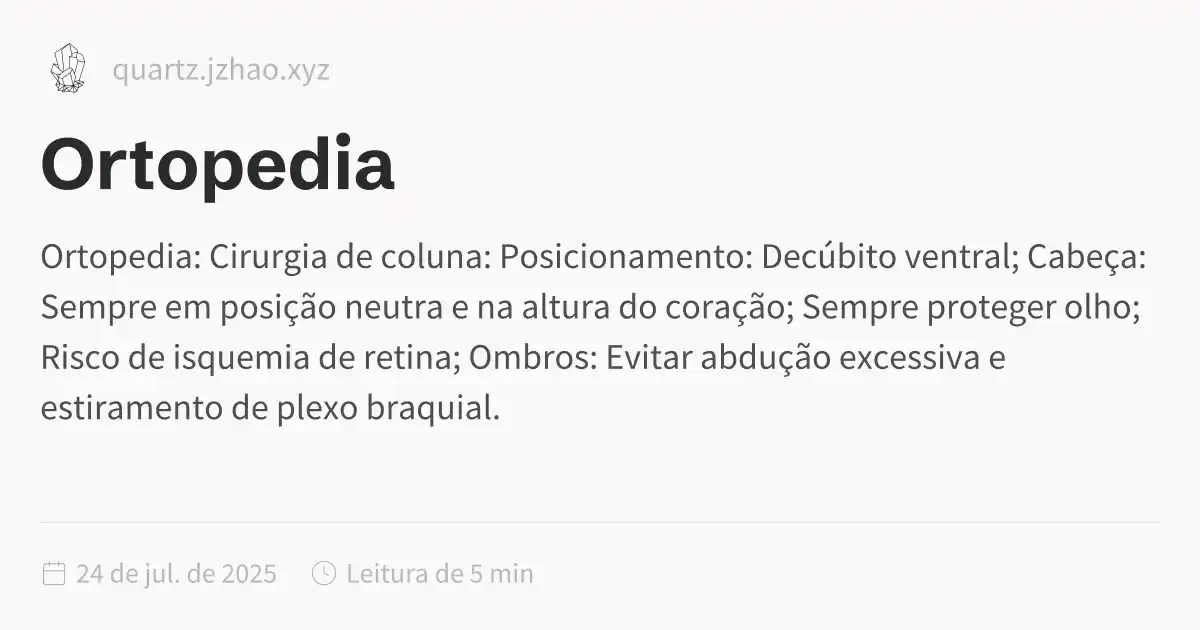 quartz.jzhao.xyz
Ortopedia
Ortopedia: Cirurgia de coluna: Posicionamento: Decúbito ventral; Cabeça:
Sempre em posição neutra e na altura do coração; Sempre proteger olho;
Risco de isquemia de retina; Ombros: Evitar abdução excessiva e
estiramento de plexo braquial.
24 de jul. de 2025 Leitura de 5 min